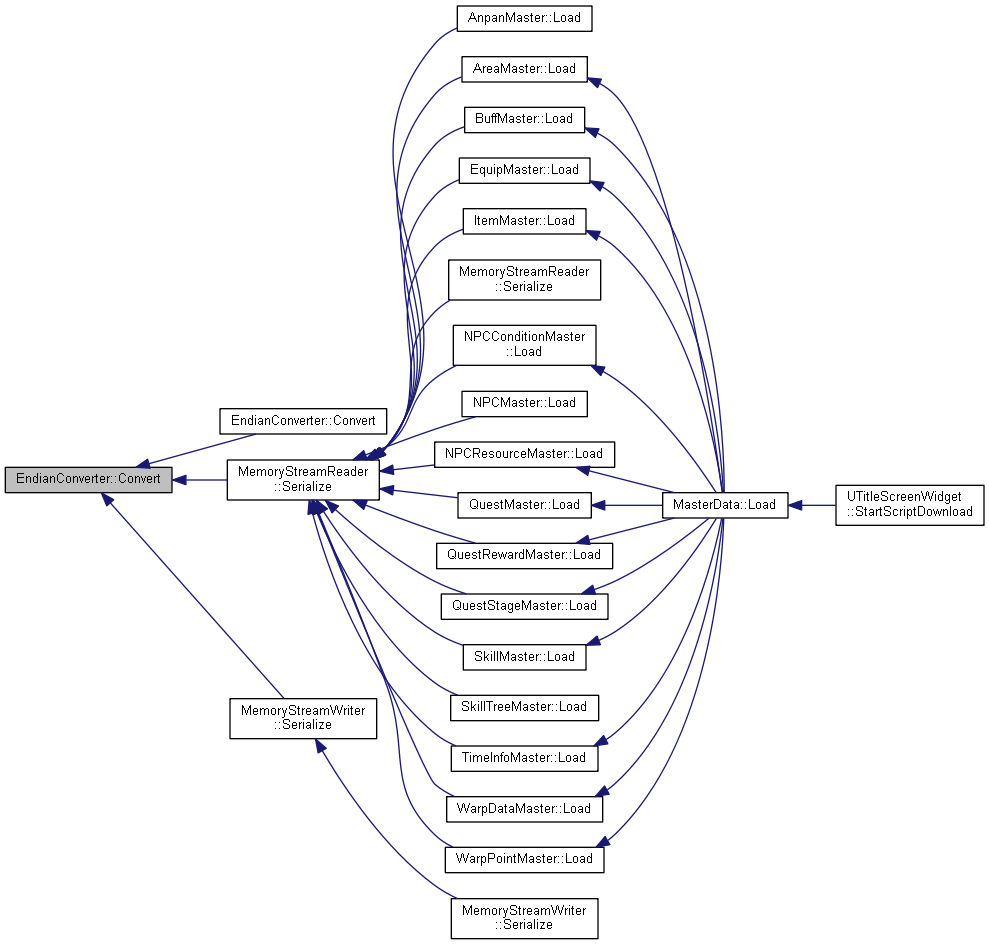 AnpanMaster::Load
AreaMaster::Load
BuffMaster::Load
EquipMaster::Load
ItemMaster::Load
MemoryStreamReader
::Serialize
NPCConditionMaster
::Load
NPCMaster::Load
EndianConverter::Convert
NPCResourceMaster::Load
EndianConverter::Convert
MemoryStreamReader
::Serialize
QuestMaster::Load
MasterData::Load
UTitleScreenWidget
::StartScriptDownload
QuestRewardMaster::Load
QuestStageMaster::Load
SkillMaster::Load
SkillTreeMaster::Load
MemoryStreamWriter
::Serialize
TimeInfoMaster::Load
WarpDataMaster::Load
WarpPointMaster::Load
MemoryStreamWriter
::Serialize